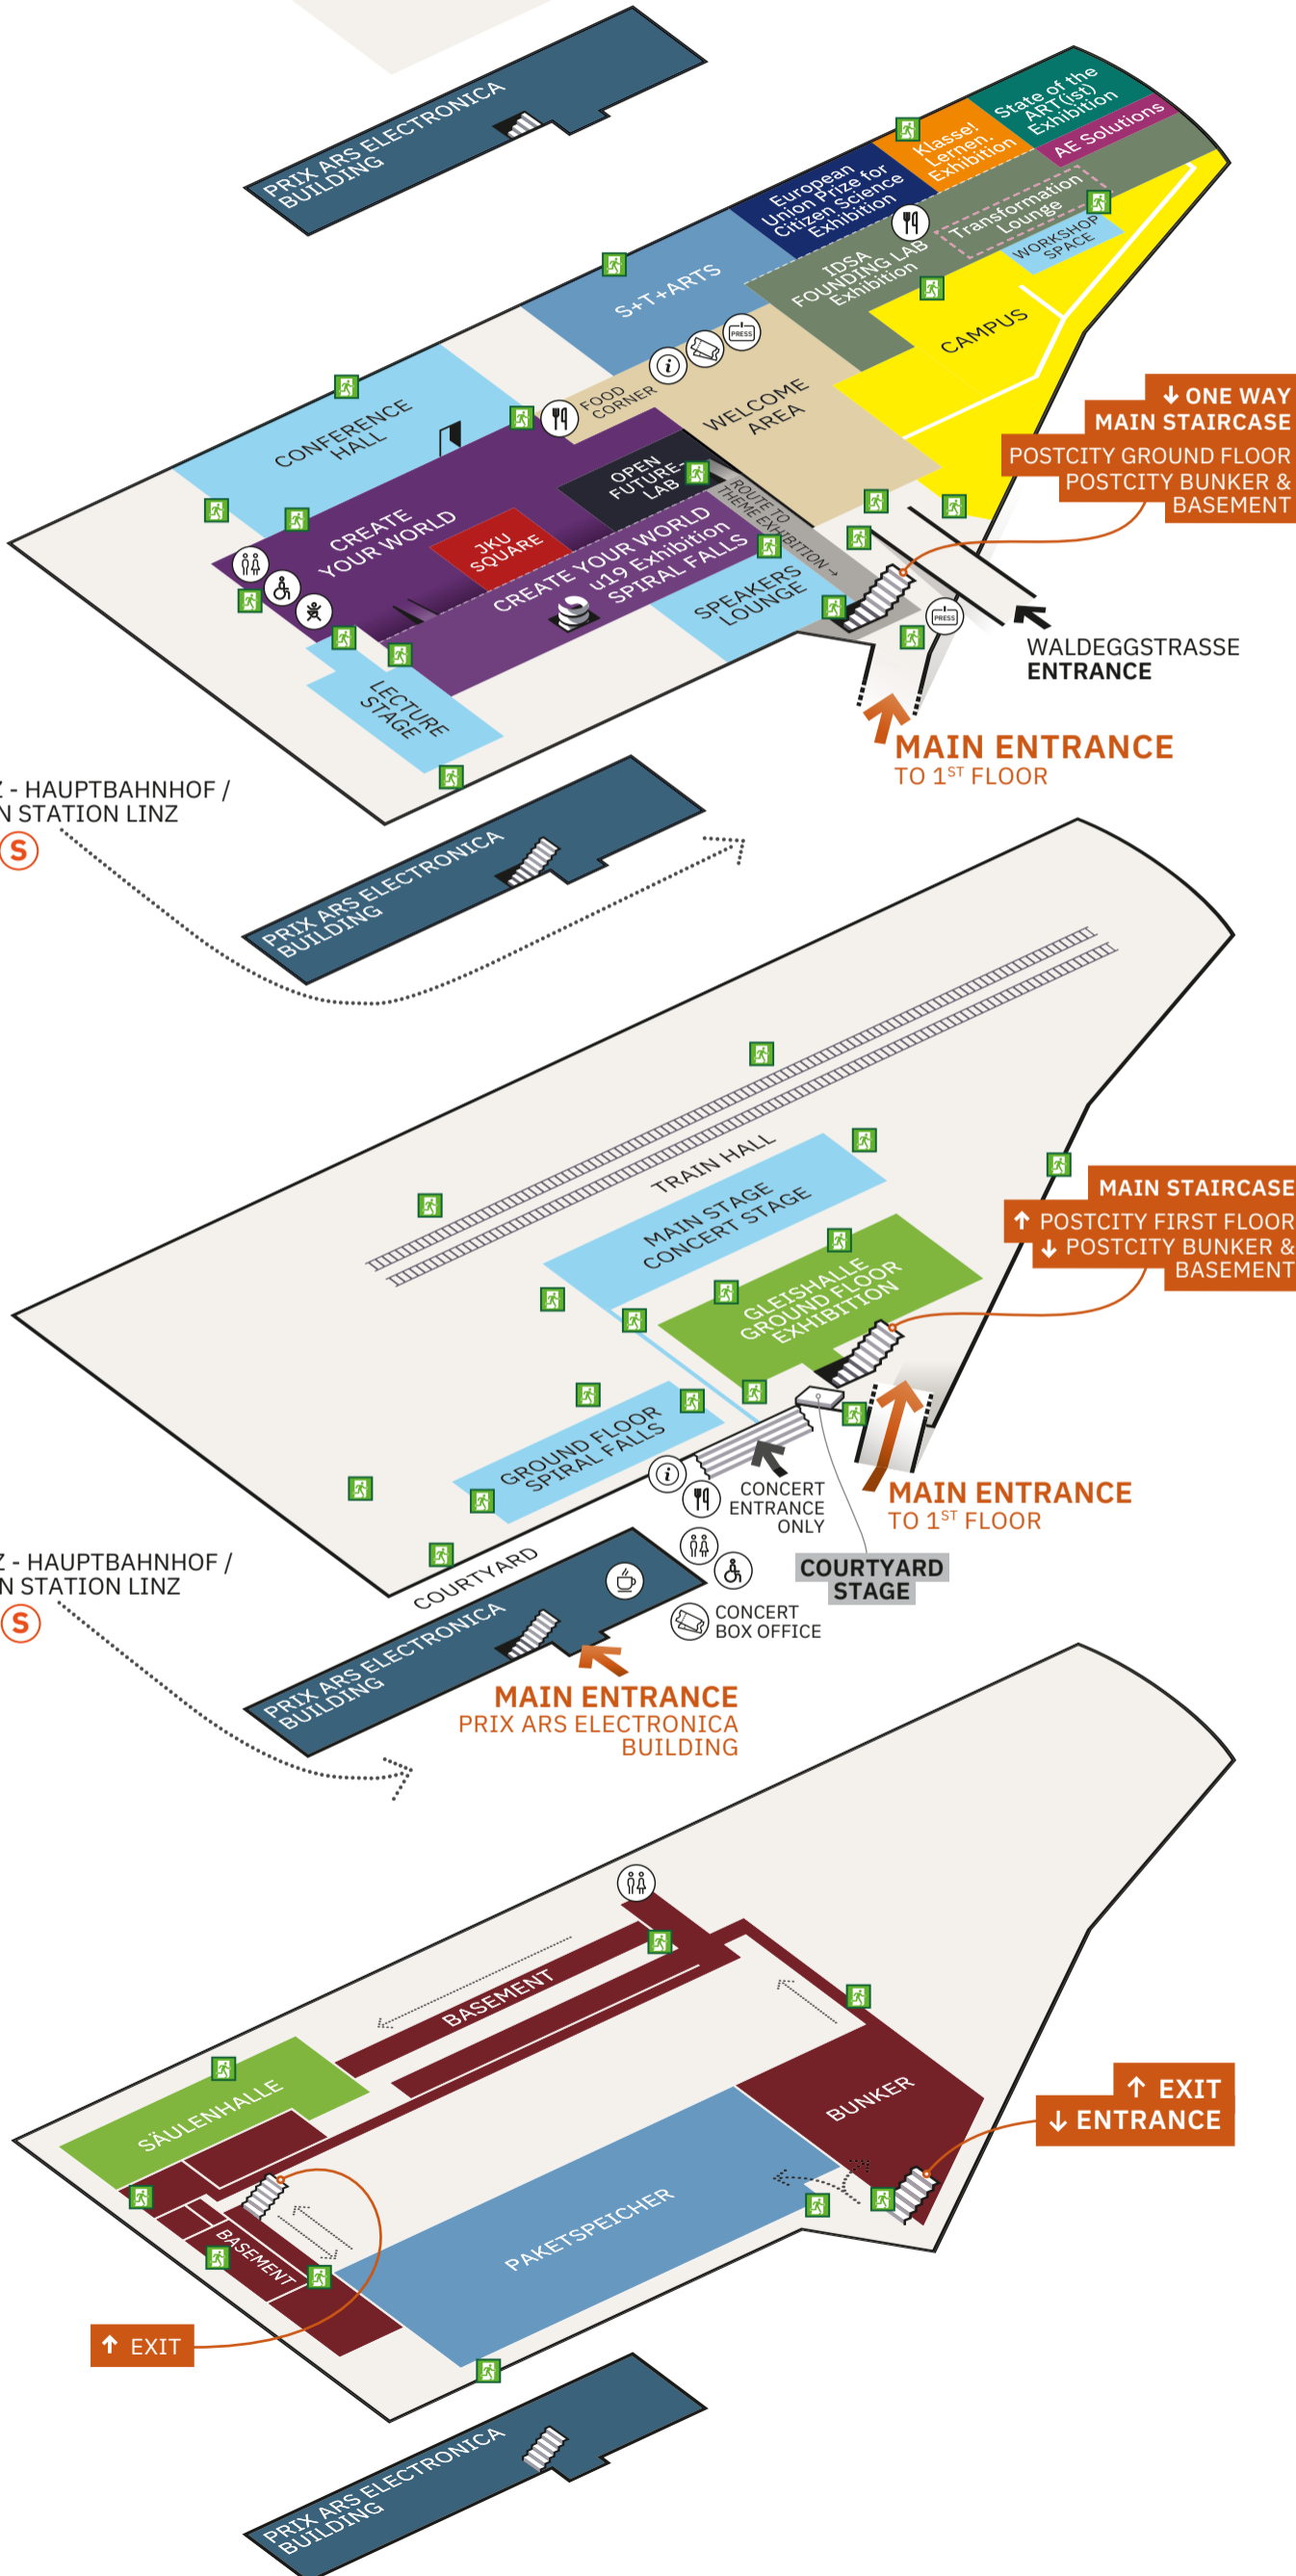 PRIX ARS ELECTRONICA
BUILDING
State of the
ART(ist)
Exhibition
AE Solutions
Klasse!
Lernen.
Exhibition
European
Union Prize for
Citizen Science
Exhibition
Transformation
Lounge
WORKSHOP
SPACE
IDSA
FOUNDING LAB
Exhibition
S+T+ARTS
CAMPUS
PRESS
i
FOOD
CORNER
WELCOME
AREA
CONFERENCE
HALL
↓ ONE WAY
MAIN STAIRCASE
POSTCITY GROUND FLOOR
POSTCITY BUNKER &
BASEMENT
OPEN
FUTURE-
LAB
ROUTE TO
THEME EXHIBITION →
CREATE
YOUR WORLD
JKU
SQUARE
CREATE YOUR WORLD
u19 Exhibition
SPIRAL FALLS
SPEAKERS
LOUNGE
PRESS
WALDEGGSTRASSE
ENTRANCE
LECTURE
STAGE
MAIN ENTRANCE
TO 1ST FLOOR
Z - HAUPTBAHNHOF /
N STATION LINZ
S
PRIX ARS ELECTRONICA
BUILDING
TRAIN HALL
MAIN STAGE
CONCERT STAGE
MAIN STAIRCASE
↑ POSTCITY FIRST FLOOR
↓ POSTCITY BUNKER &
BASEMENT
GLEISHALLE
GROUND FLOOR
EXHIBITION
GROUND FLOOR
SPIRAL FALLS
i
CONCERT
ENTRANCE
ONLY
MAIN ENTRANCE
TO 1ST FLOOR
COURTYARD
STAGE
COURTYARD
Z - HAUPTBAHNHOF /
N STATION LINZ
S
CONCERT
BOX OFFICE
PRIX ARS ELECTRONICA
BUILDING
MAIN ENTRANCE
PRIX ARS ELECTRONICA
BUILDING
BASEMENT
SÄULENHALLE
BUNKER
↑ EXIT
↓ ENTRANCE
PAKETSPEICHER
BASEMENT
↑ EXIT
PRIX ARS ELECTRONICA
BUILDING